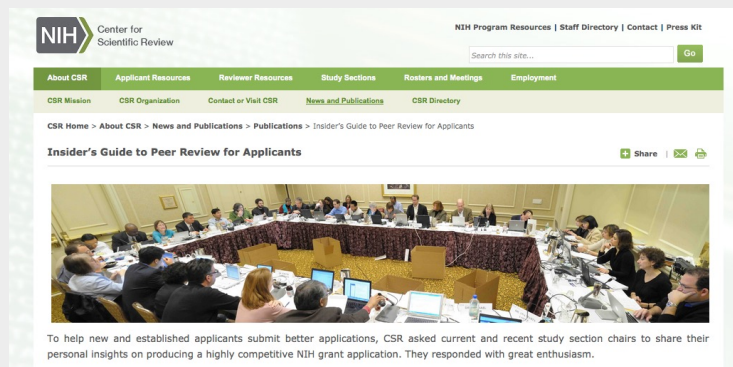 NIH
Center for
Scientific Review
NIH Program Resources | Staff Directory | Contact | Press Kit
Search this site...
Go
About CSR Applicant Resources Reviewer Resources Study Sections Rosters and Meetings Employment
CSR Mission CSR Organization Contact or Visit CSR News and Publications CSR Directory
CSR Home > About CSR > News and Publications > Publications > Insider's Guide to Peer Review for Applicants
Insider's Guide to Peer Review for Applicants
Share |
To help new and established applicants submit better applications, CSR asked current and recent study section chairs to share their
personal insights on producing a highly competitive NIH grant application. They responded with great enthusiasm.